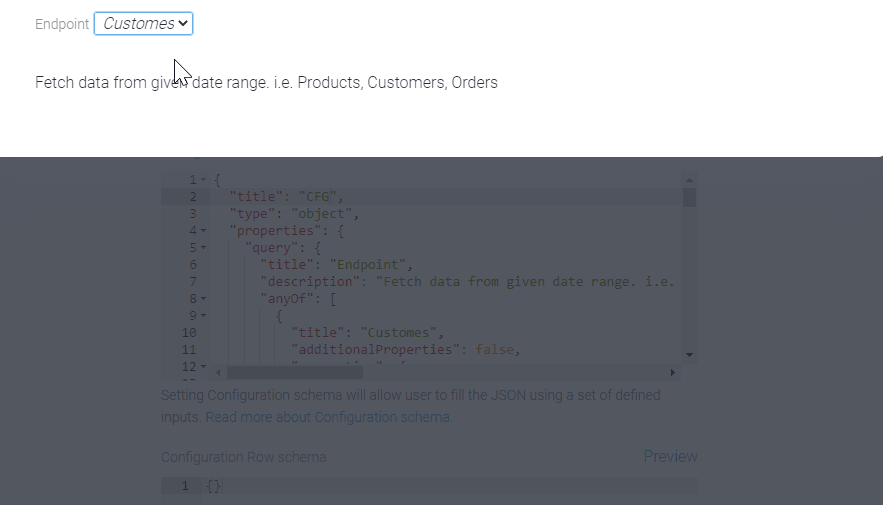 Endpoint Customes
Fetch data from given date range. i.e. Products, Customers, Orders
1 {
2 "title": "CFG",
3 "type": "object",
4 "properties": {
5 "query": {
6 "title": "Endpoint",
7 "description": "Fetch data from given date range. i.e.
8 "anyOf": [
9 {
10 "title": "Customes",
11 "additionalProperties": false,
12
Setting Configuration schema will allow user to fill the JSON using a set of defined
inputs. Read more about Configuration schema.
Configuration Row schema Preview
1 {}